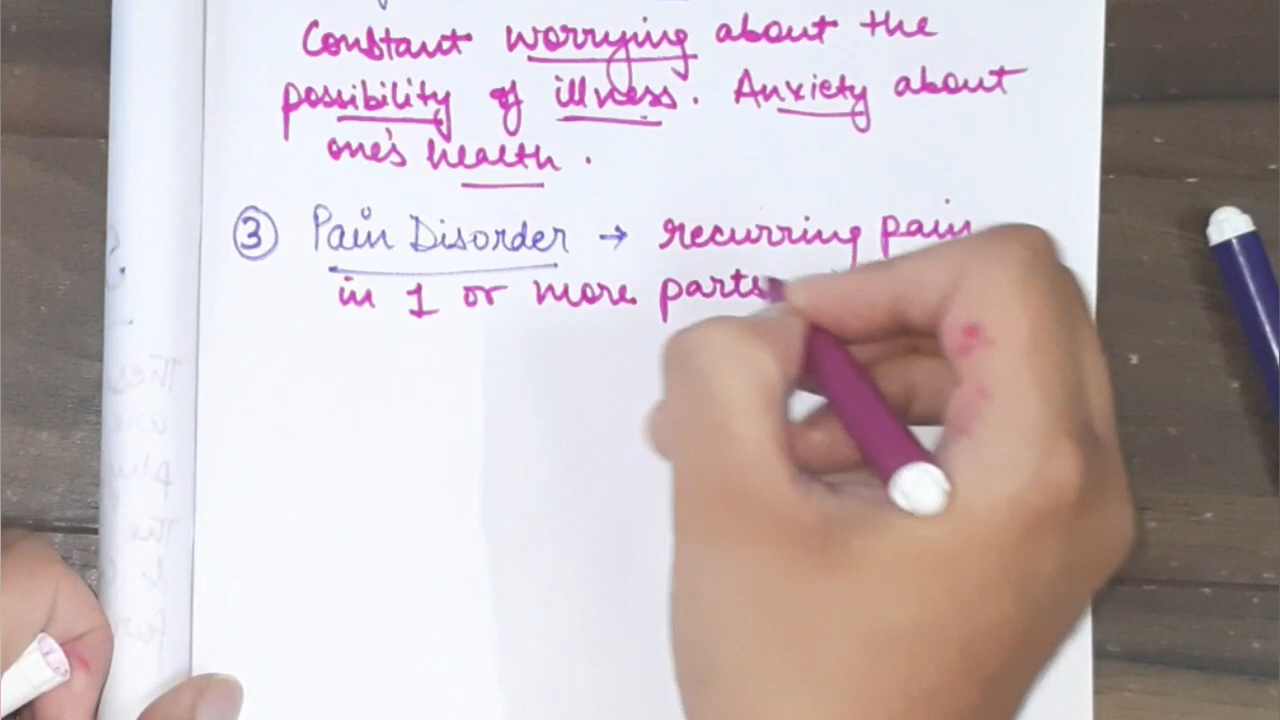 Constant worrying about the
possibility of illness. Anxiety about
one's health.
③ Pain Disorder → recurring pain
in 1 or more parts